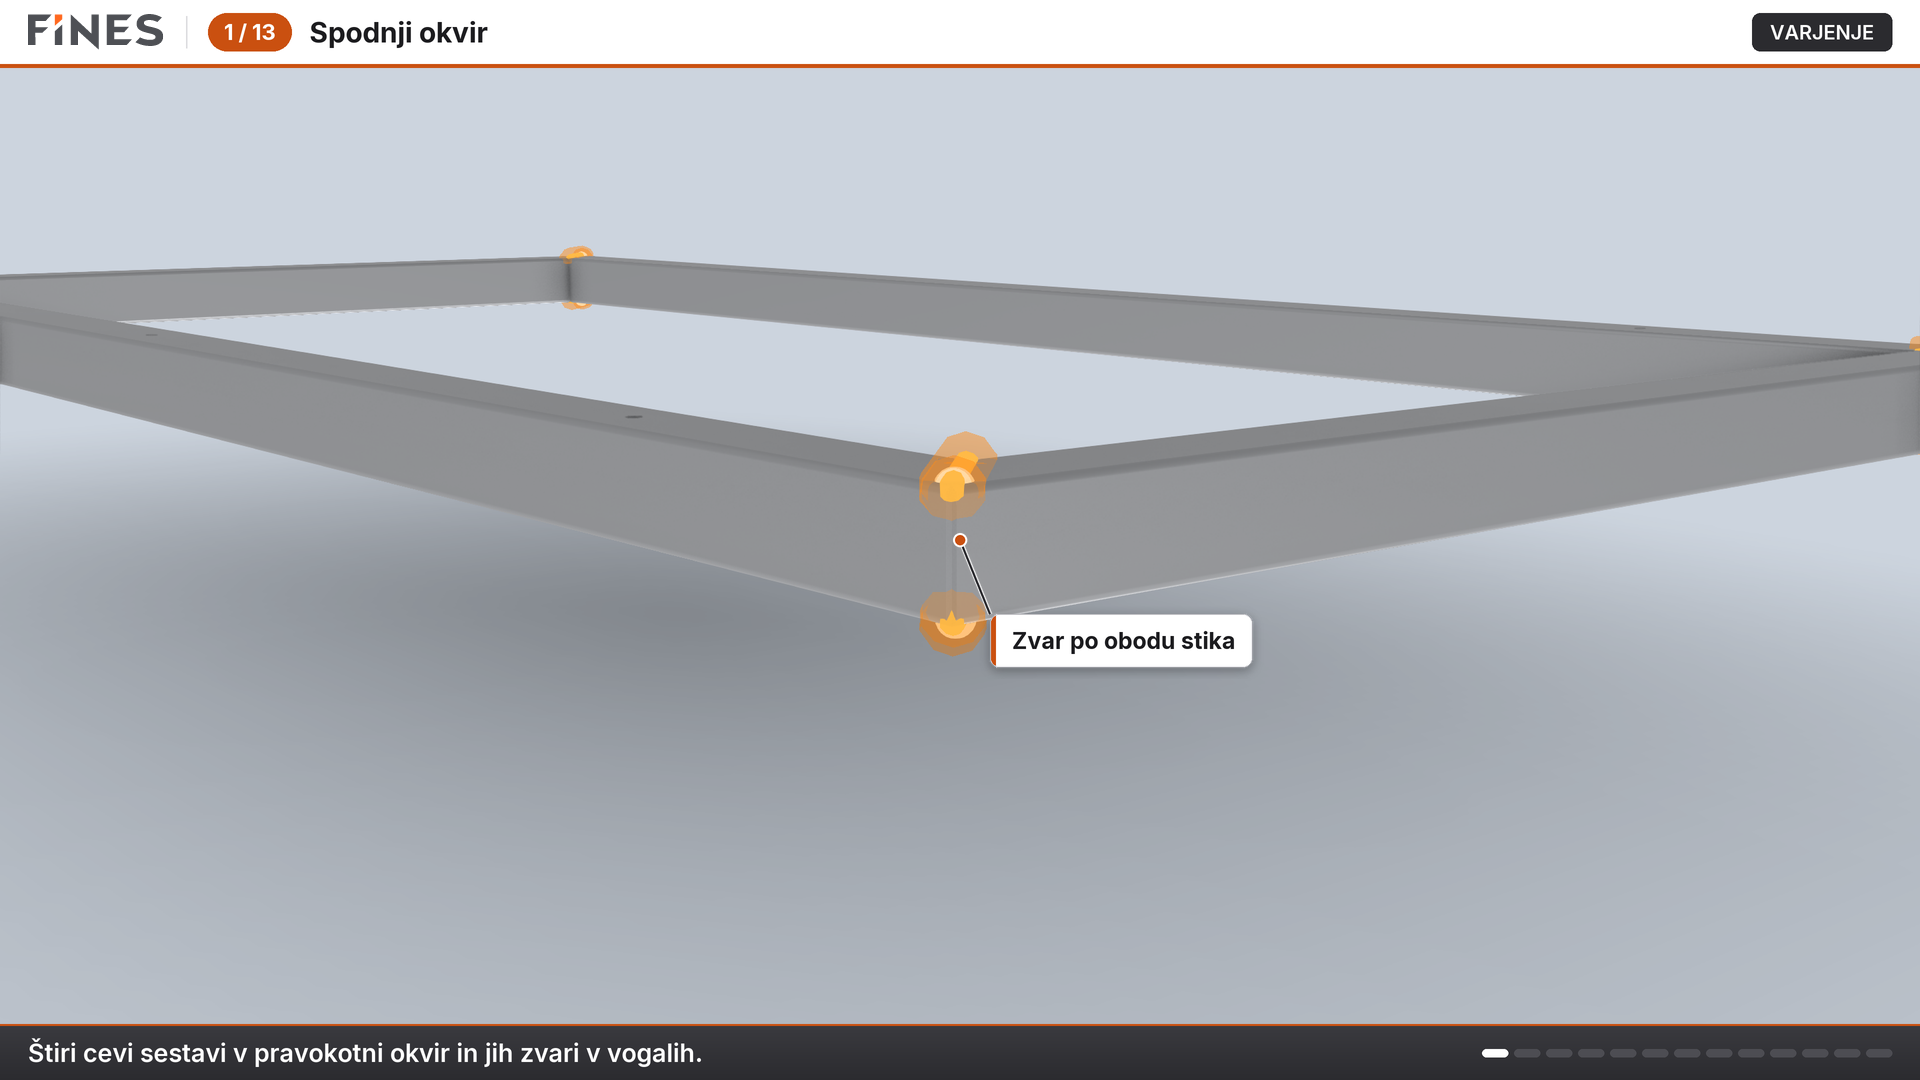 FINES
1 / 13
Spodnji okvir
VARJENJE
Zvar po obodu stika
Štiri cevi sestavi v pravokotni okvir in jih zvari v vogalih.